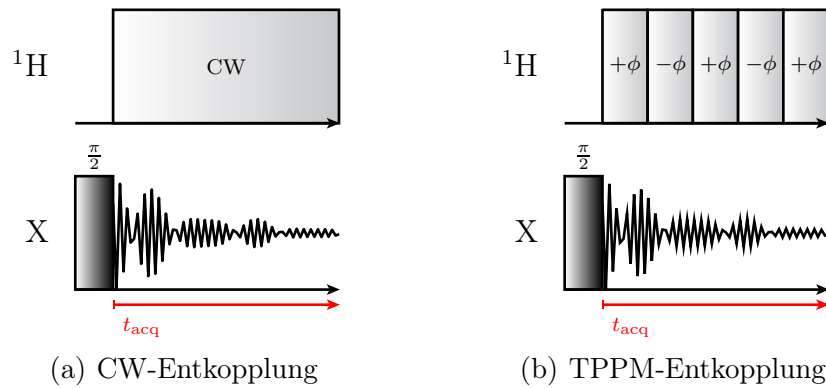 ¹H
CW
π/2
X
t_acq
(a) CW-Entkopplung
¹H
+ϕ −ϕ +ϕ −ϕ +ϕ
π/2
X
t_acq
(b) TPPM-Entkopplung